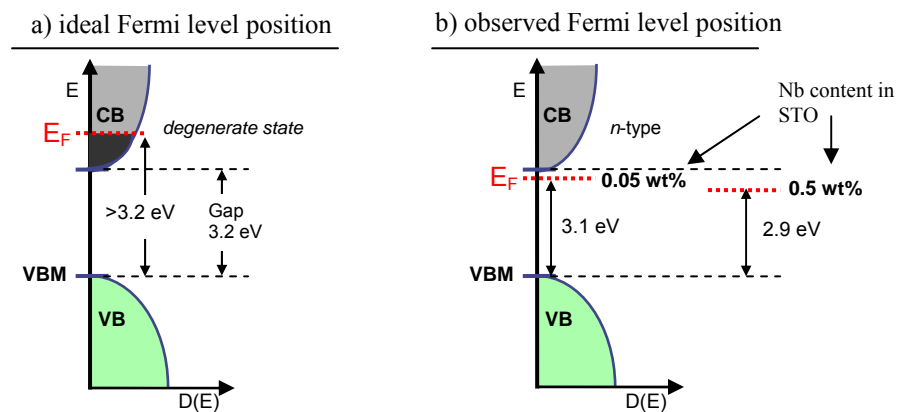 a) ideal Fermi level position
E
CB
E_F
degenerate state
>3.2 eV
Gap
3.2 eV
VBM
VB
D(E)
b) observed Fermi level position
Nb content in
STO
E
CB
n-type
E_F
0.05 wt%
0.5 wt%
3.1 eV
2.9 eV
VBM
VB
D(E)